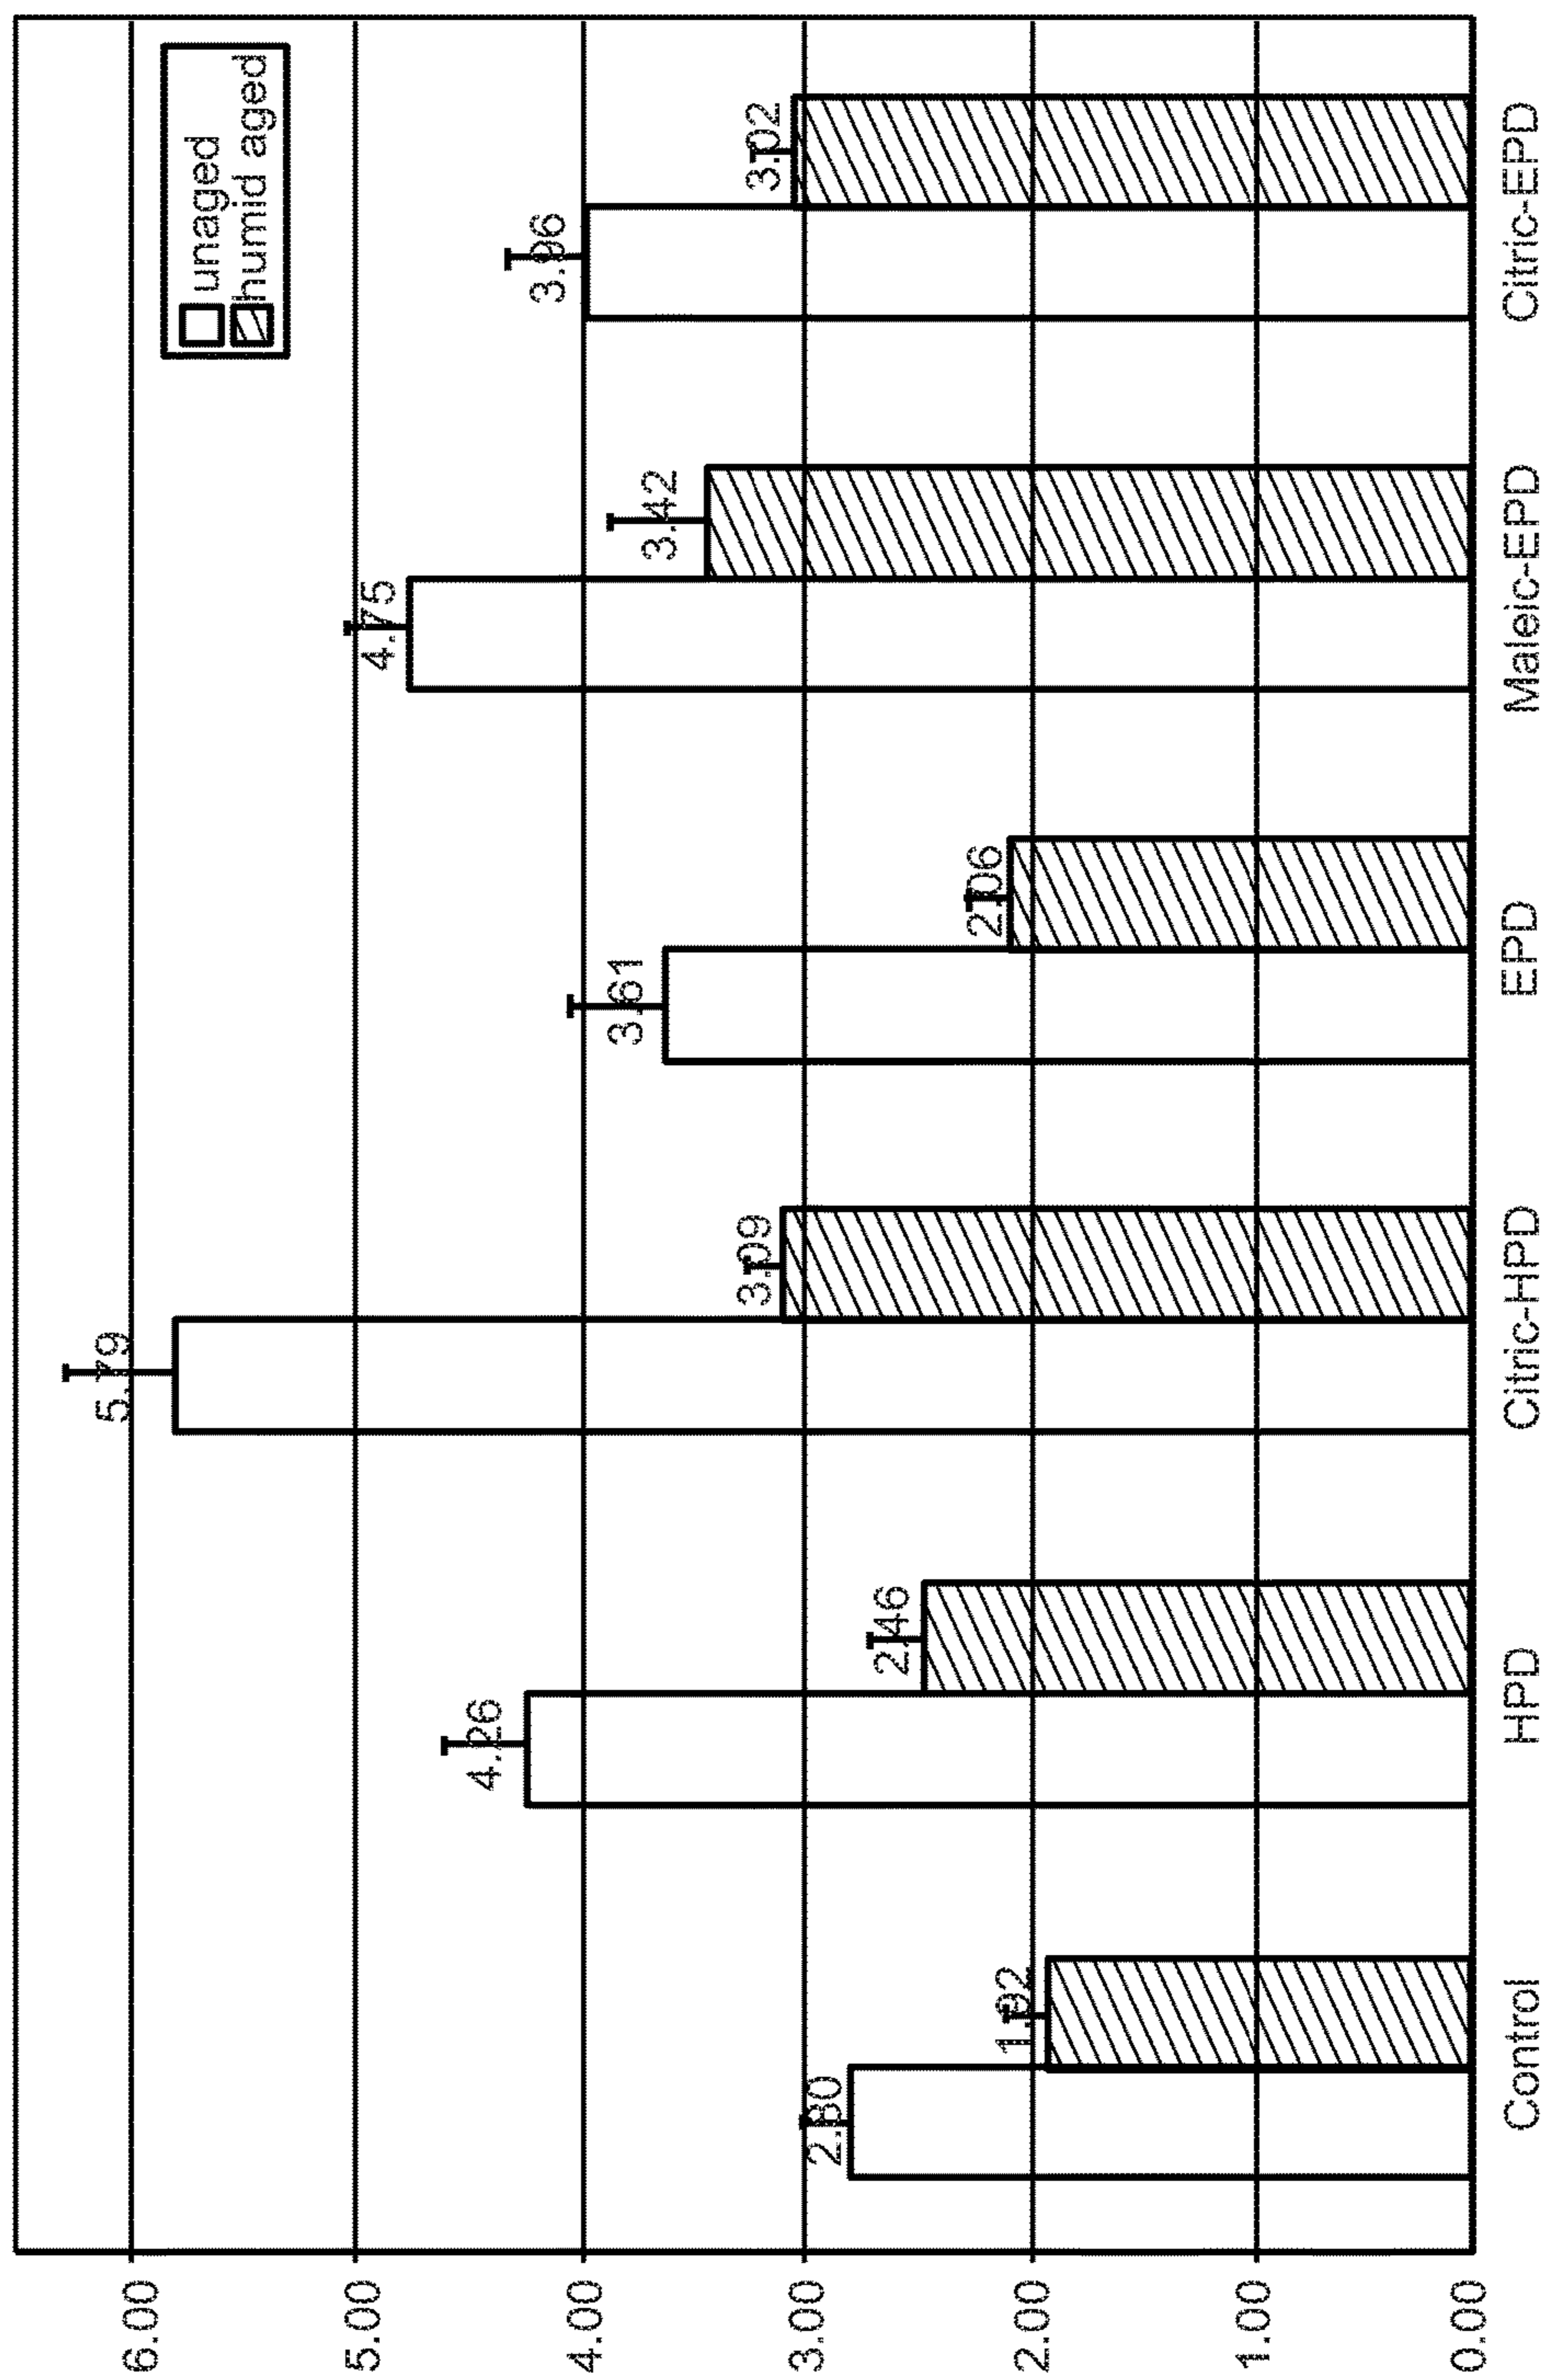 unaged
humid aged
6.00
5.00
4.00
3.00
2.00
1.00
0.00
2.80
1.92
4.26
2.46
5.79
3.09
3.61
2.06
4.75
3.42
3.96
3.02
Control
HPD
Citric-HPD
EPD
Maleic-EPD
Citric-EPD